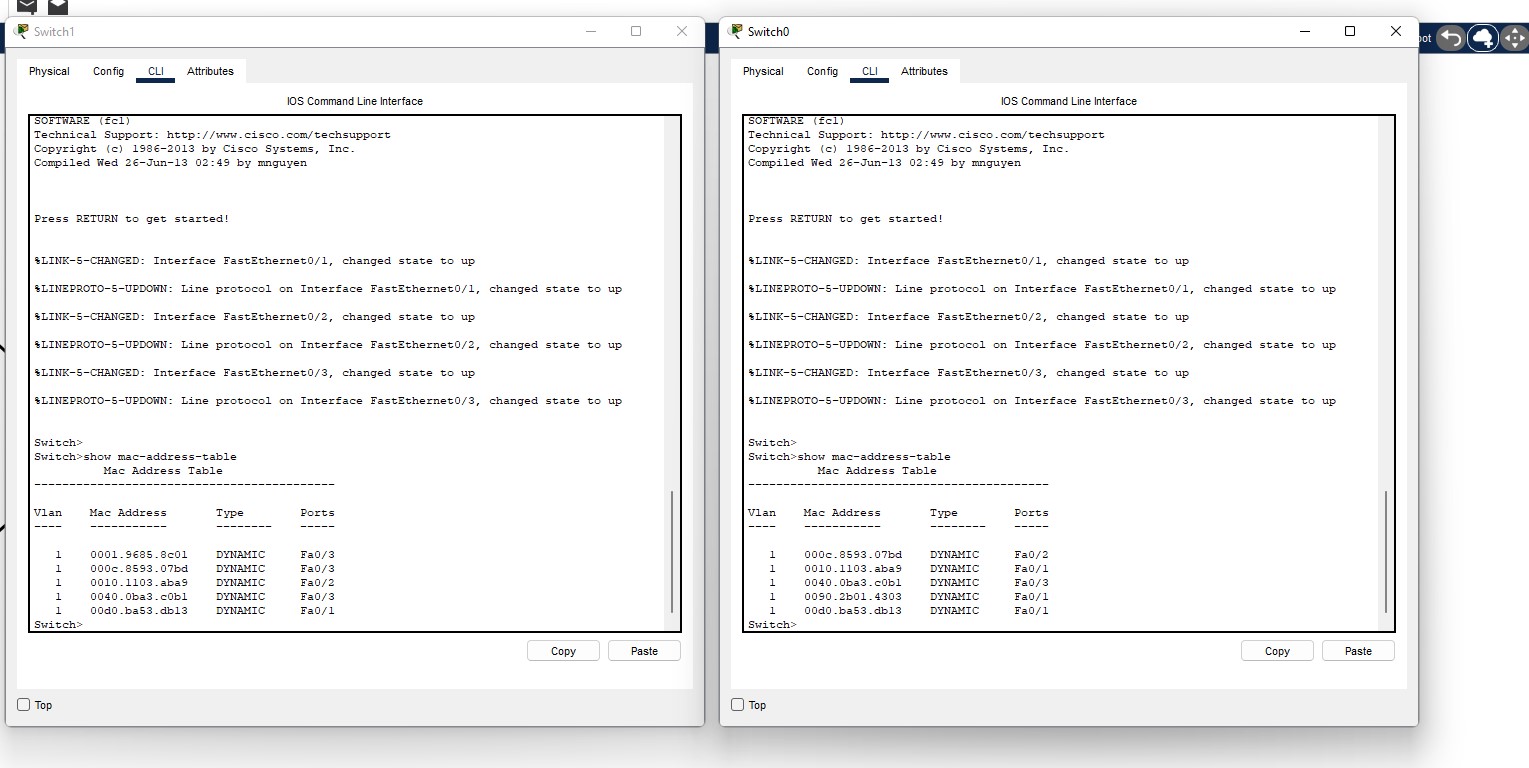 Switch1
Physical Config CLI Attributes
IOS Command Line Interface
SOFTWARE (fc1)
Technical Support: http://www.cisco.com/techsupport
Copyright (c) 1986-2013 by Cisco Systems, Inc.
Compiled Wed 26-Jun-13 02:49 by mnguyen
Press RETURN to get started!
%LINK-5-CHANGED: Interface FastEthernet0/1, changed state to up
%LINEPROTO-5-UPDOWN: Line protocol on Interface FastEthernet0/1, changed state to up
%LINK-5-CHANGED: Interface FastEthernet0/2, changed state to up
%LINEPROTO-5-UPDOWN: Line protocol on Interface FastEthernet0/2, changed state to up
%LINK-5-CHANGED: Interface FastEthernet0/3, changed state to up
%LINEPROTO-5-UPDOWN: Line protocol on Interface FastEthernet0/3, changed state to up
Switch>
Switch>show mac-address-table
Mac Address Table
-------------------------------------------
Vlan Mac Address Type Ports
---- ----------- -------- -----
1 0001.9685.8c01 DYNAMIC Fa0/3
1 000c.8593.07bd DYNAMIC Fa0/3
1 0010.1103.aba9 DYNAMIC Fa0/2
1 0040.0ba3.c0b1 DYNAMIC Fa0/3
1 00d0.ba53.db13 DYNAMIC Fa0/1
Switch>
Copy Paste
Top
Switch0
Physical Config CLI Attributes
IOS Command Line Interface
SOFTWARE (fc1)
Technical Support: http://www.cisco.com/techsupport
Copyright (c) 1986-2013 by Cisco Systems, Inc.
Compiled Wed 26-Jun-13 02:49 by mnguyen
Press RETURN to get started!
%LINK-5-CHANGED: Interface FastEthernet0/1, changed state to up
%LINEPROTO-5-UPDOWN: Line protocol on Interface FastEthernet0/1, changed state to up
%LINK-5-CHANGED: Interface FastEthernet0/2, changed state to up
%LINEPROTO-5-UPDOWN: Line protocol on Interface FastEthernet0/2, changed state to up
%LINK-5-CHANGED: Interface FastEthernet0/3, changed state to up
%LINEPROTO-5-UPDOWN: Line protocol on Interface FastEthernet0/3, changed state to up
Switch>
Switch>show mac-address-table
Mac Address Table
-------------------------------------------
Vlan Mac Address Type Ports
---- ----------- -------- -----
1 000c.8593.07bd DYNAMIC Fa0/2
1 0010.1103.aba9 DYNAMIC Fa0/1
1 0040.0ba3.c0b1 DYNAMIC Fa0/3
1 0090.2b01.4303 DYNAMIC Fa0/1
1 00d0.ba53.db13 DYNAMIC Fa0/1
Switch>
Copy Paste
Top